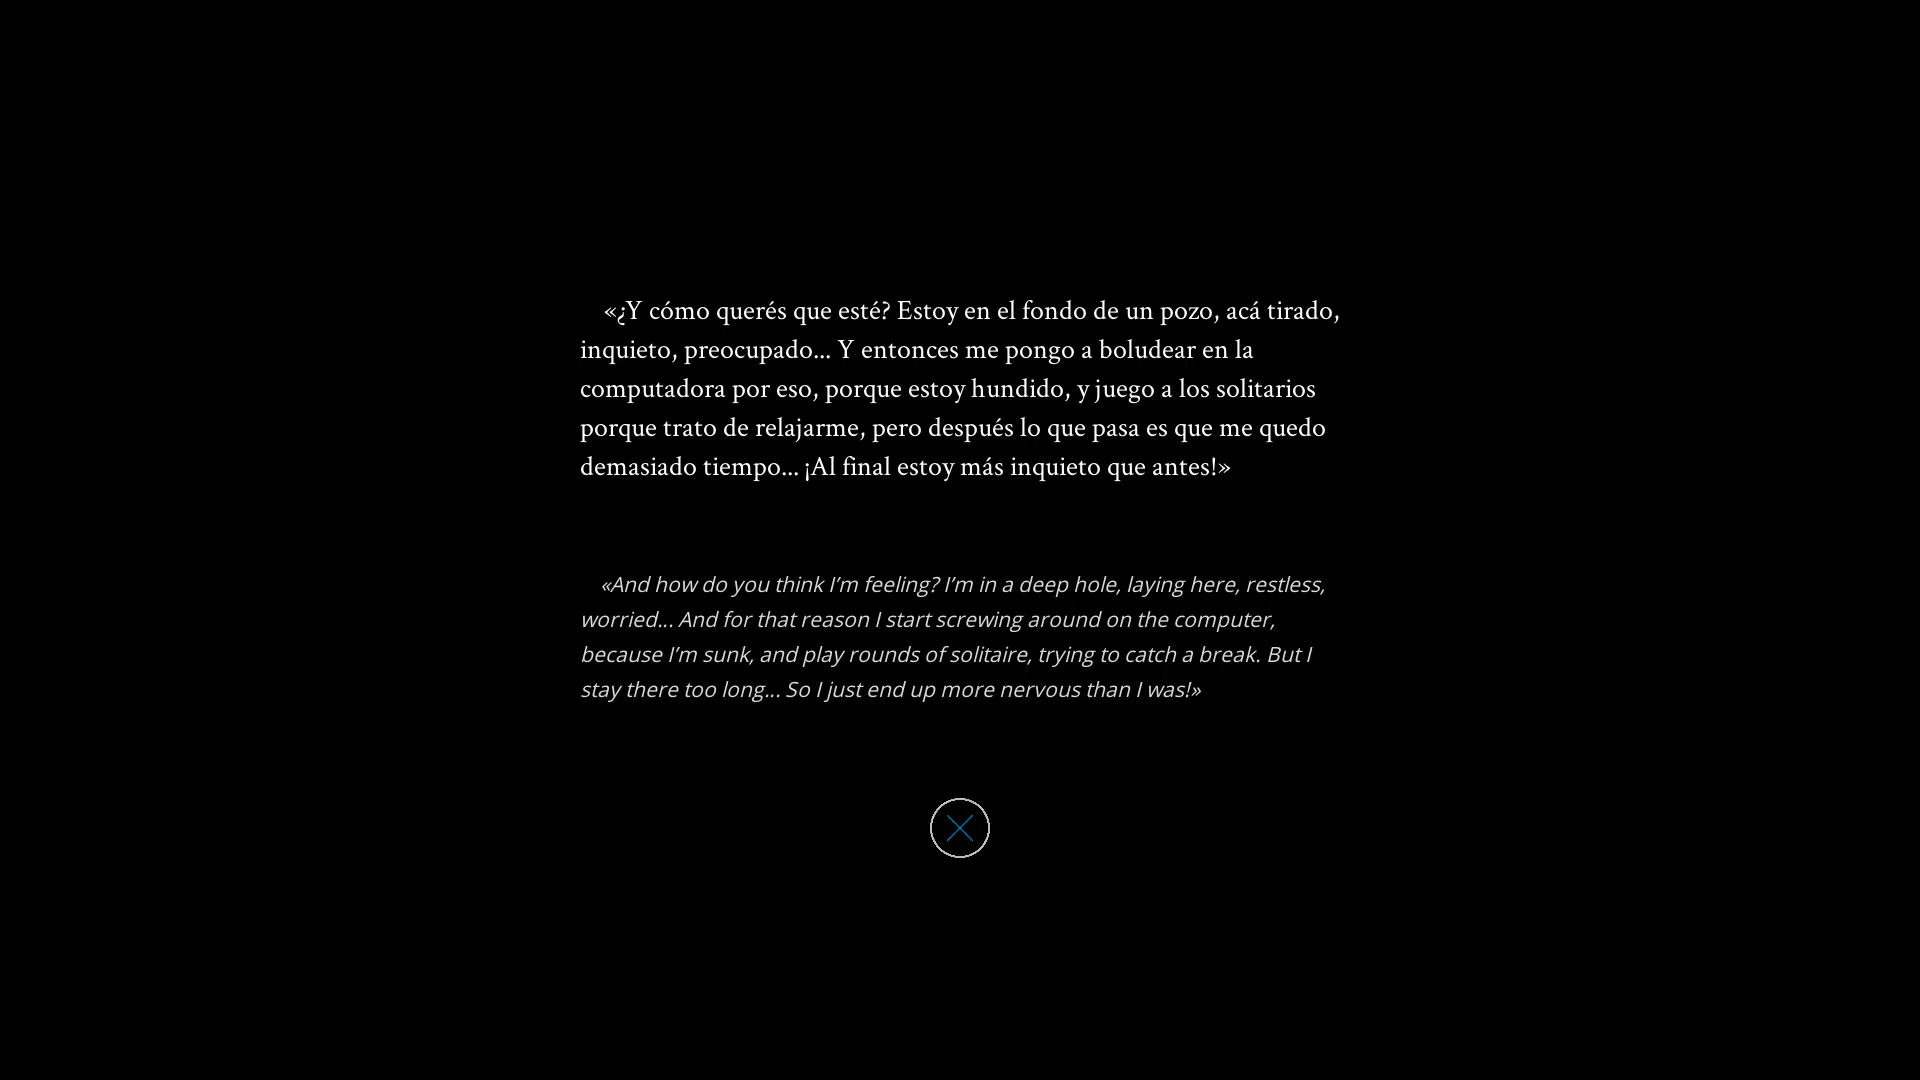 «¿Y cómo querés que esté? Estoy en el fondo de un pozo, acá tirado,
inquieto, preocupado... Y entonces me pongo a boludear en la
computadora por eso, porque estoy hundido, y juego a los solitarios
porque trato de relajarme, pero después lo que pasa es que me quedo
demasiado tiempo... ¡Al final estoy más inquieto que antes!»
«And how do you think I’m feeling? I’m in a deep hole, laying here, restless,
worried... And for that reason I start screwing around on the computer,
because I’m sunk, and play rounds of solitaire, trying to catch a break. But I
stay there too long... So I just end up more nervous than I was!»